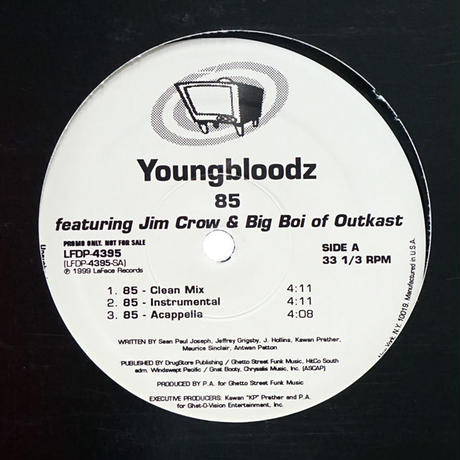 Youngbloodz
85
featuring Jim Crow & Big Boi of Outkast
PROMO ONLY. NOT FOR SALE
LFDP-4395
(LFDP-4395-SA)
℗ 1999 LaFace Records
SIDE A
33 1/3 RPM
1. 85 - Clean Mix 4:11
2. 85 - Instrumental 4:11
3. 85 - Acappella 4:08
WRITTEN BY Sean Paul Joseph, Jeffrey Grigsby, J. Hollins, Kawan Prather,
Maurice Sinclair, Antwan Patton
PUBLISHED BY DrugStore Publishing / Ghetto Street Funk Music, HitCo South
adm. Windswept Pacific / Gnat Booty, Chrysalis Music, Inc. (ASCAP)
PRODUCED BY P.A. for Ghetto Street Funk Music
EXECUTIVE PRODUCERS: Kawan "KP" Prather and P.A.
for Ghet-O-Vision Entertainment, Inc.
York, N.Y. 10019. Manufactured in U.S.A.